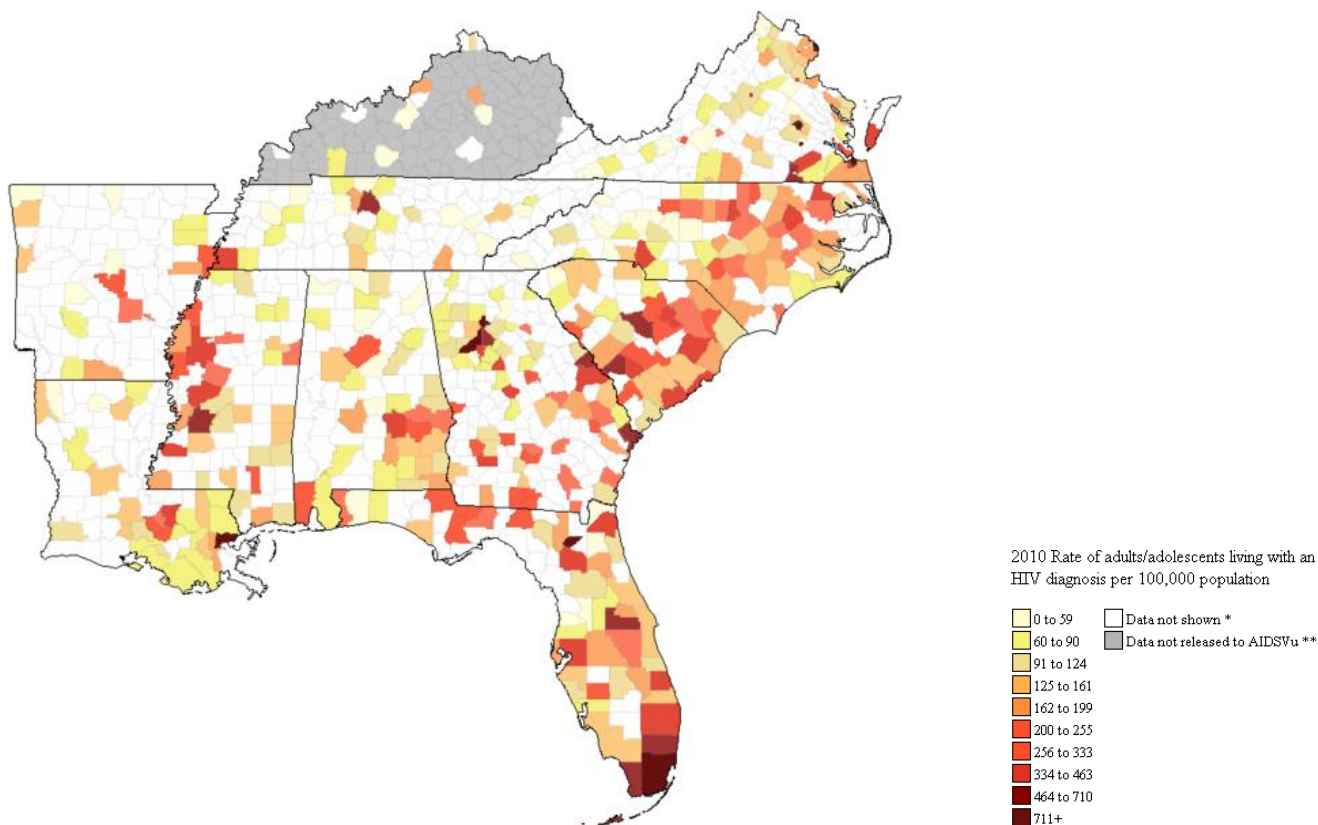 2010 Rate of adults/adolescents living with an
HIV diagnosis per 100,000 population
0 to 59
Data not shown *
60 to 90
Data not released to AIDSVu **
91 to 124
125 to 161
162 to 199
200 to 255
256 to 333
334 to 463
464 to 710
711+